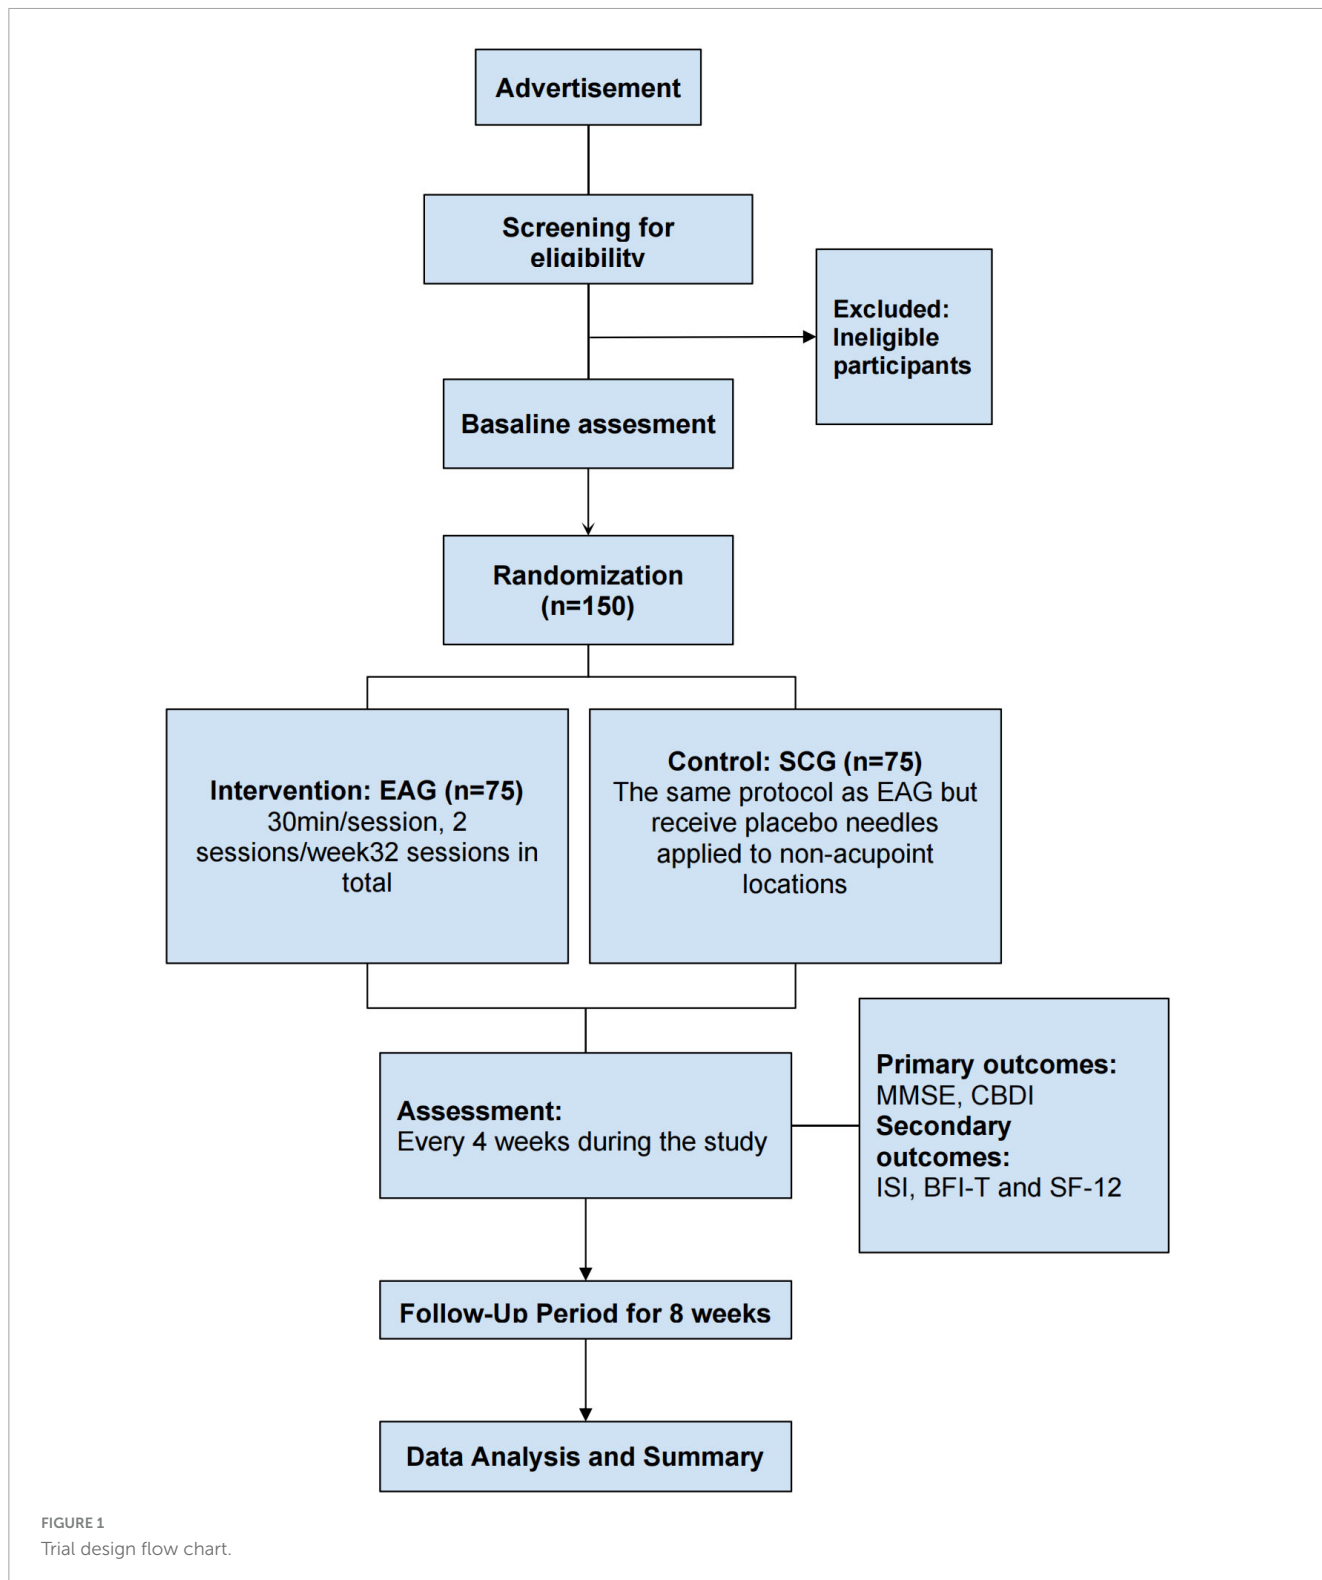 Advertisement
Screening for
eligibility
Excluded:
Ineligible
participants
Basaline assesment
Randomization
(n=150)
Intervention: EAG (n=75)
30min/session, 2
sessions/week32 sessions in
total
Control: SCG (n=75)
The same protocol as EAG but
receive placebo needles
applied to non-acupoint
locations
Assessment:
Every 4 weeks during the study
Primary outcomes:
MMSE, CBDI
Secondary
outcomes:
ISI, BFI-T and SF-12
Follow-Up Period for 8 weeks
Data Analysis and Summary
FIGURE 1
Trial design flow chart.